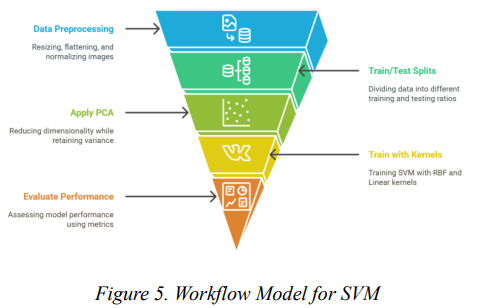 Data Preprocessing
Resizing, flattening, and
normalizing images
Train/Test Splits
Dividing data into different
training and testing ratios
Apply PCA
Reducing dimensionality while
retaining variance
Train with Kernels
Training SVM with RBF and
Linear kernels
Evaluate Performance
Assessing model performance
using metrics
Figure 5. Workflow Model for SVM